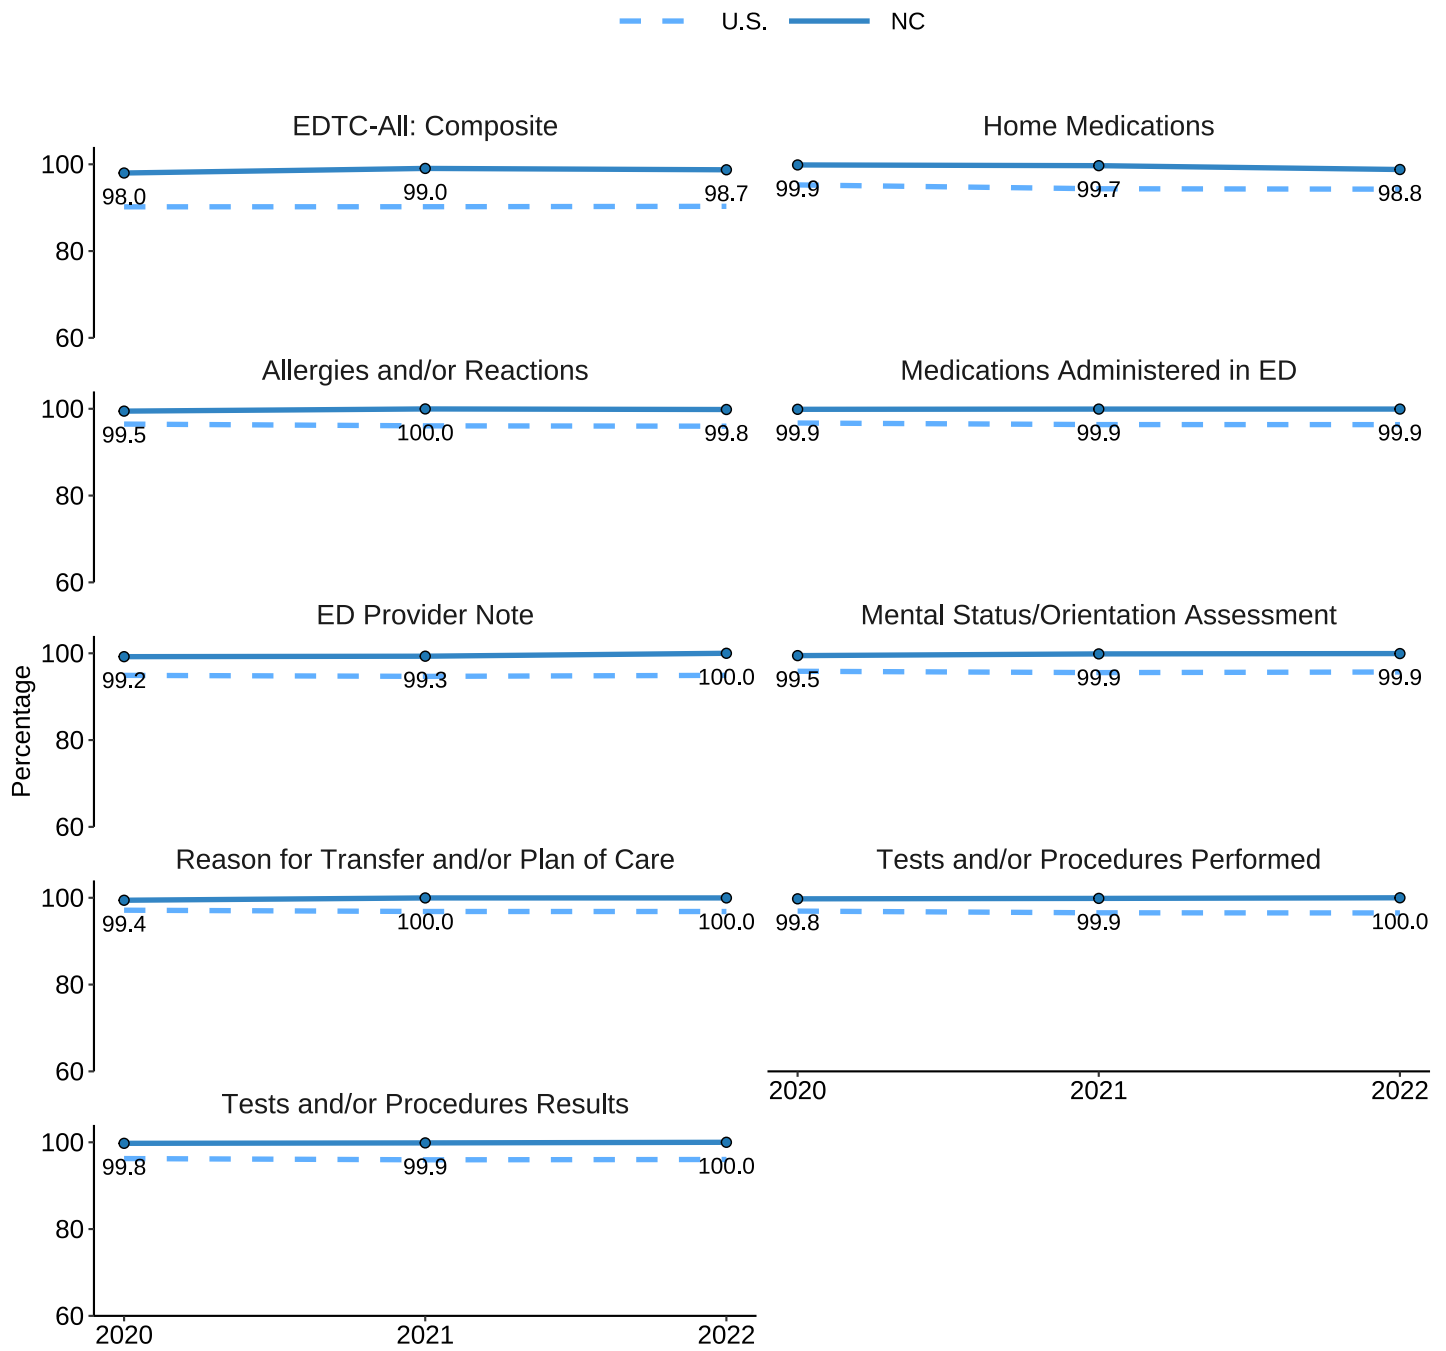 U.S. NC
EDTC-All: Composite
Home Medications
100
80
60
98.0 99.0 98.7
99.9 99.7 98.8
Allergies and/or Reactions
Medications Administered in ED
100
80
60
99.5 100.0 99.8
99.9 99.9 99.9
ED Provider Note
Mental Status/Orientation Assessment
Percentage
100
80
60
99.2 99.3 100.0
99.5 99.9 99.9
Reason for Transfer and/or Plan of Care
Tests and/or Procedures Performed
100
80
60
99.4 100.0 100.0
99.8 99.9 100.0
2020 2021 2022
Tests and/or Procedures Results
100
80
60
99.8 99.9 100.0
2020 2021 2022